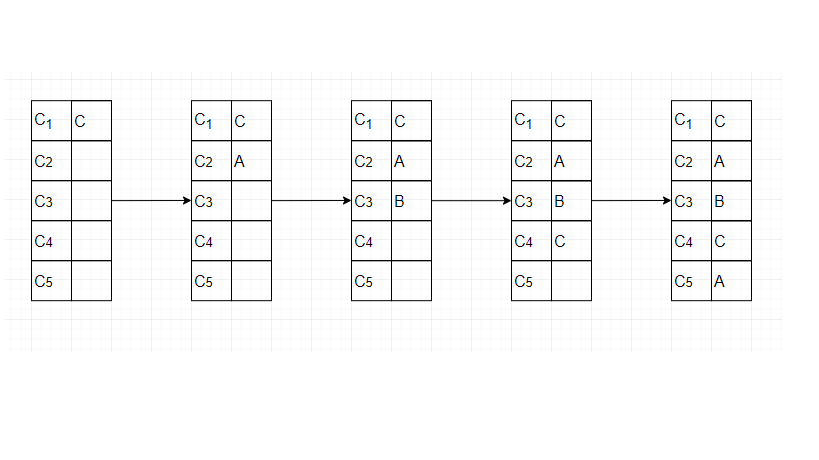 C1 C C1 C C1 C C1 C C1 C
C2 C2 A C2 A C2 A C2 A
C3 C3 C3 B C3 B C3 B
C4 C4 C4 C4 C C4 C
C5 C5 C5 C5 C5 A